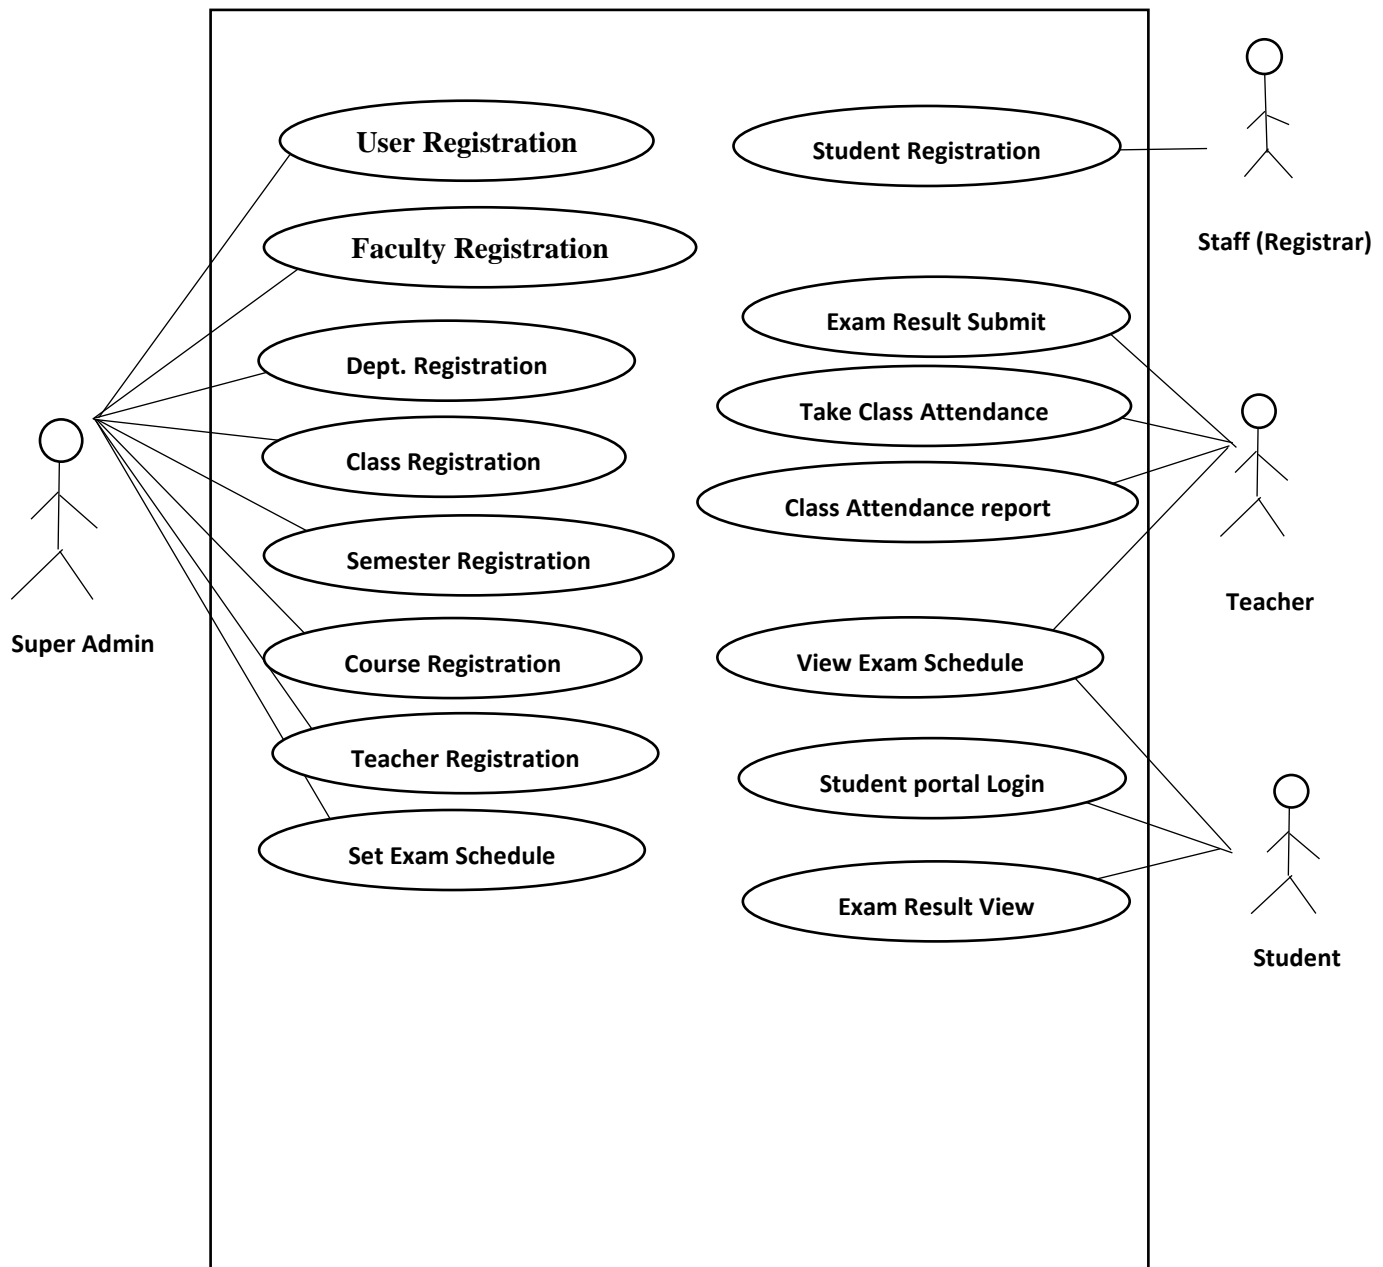 User Registration
Student Registration
Faculty Registration
Staff (Registrar)
Exam Result Submit
Dept. Registration
Take Class Attendance
Class Registration
Class Attendance report
Semester Registration
Teacher
Super Admin
Course Registration
View Exam Schedule
Teacher Registration
Student portal Login
Set Exam Schedule
Exam Result View
Student